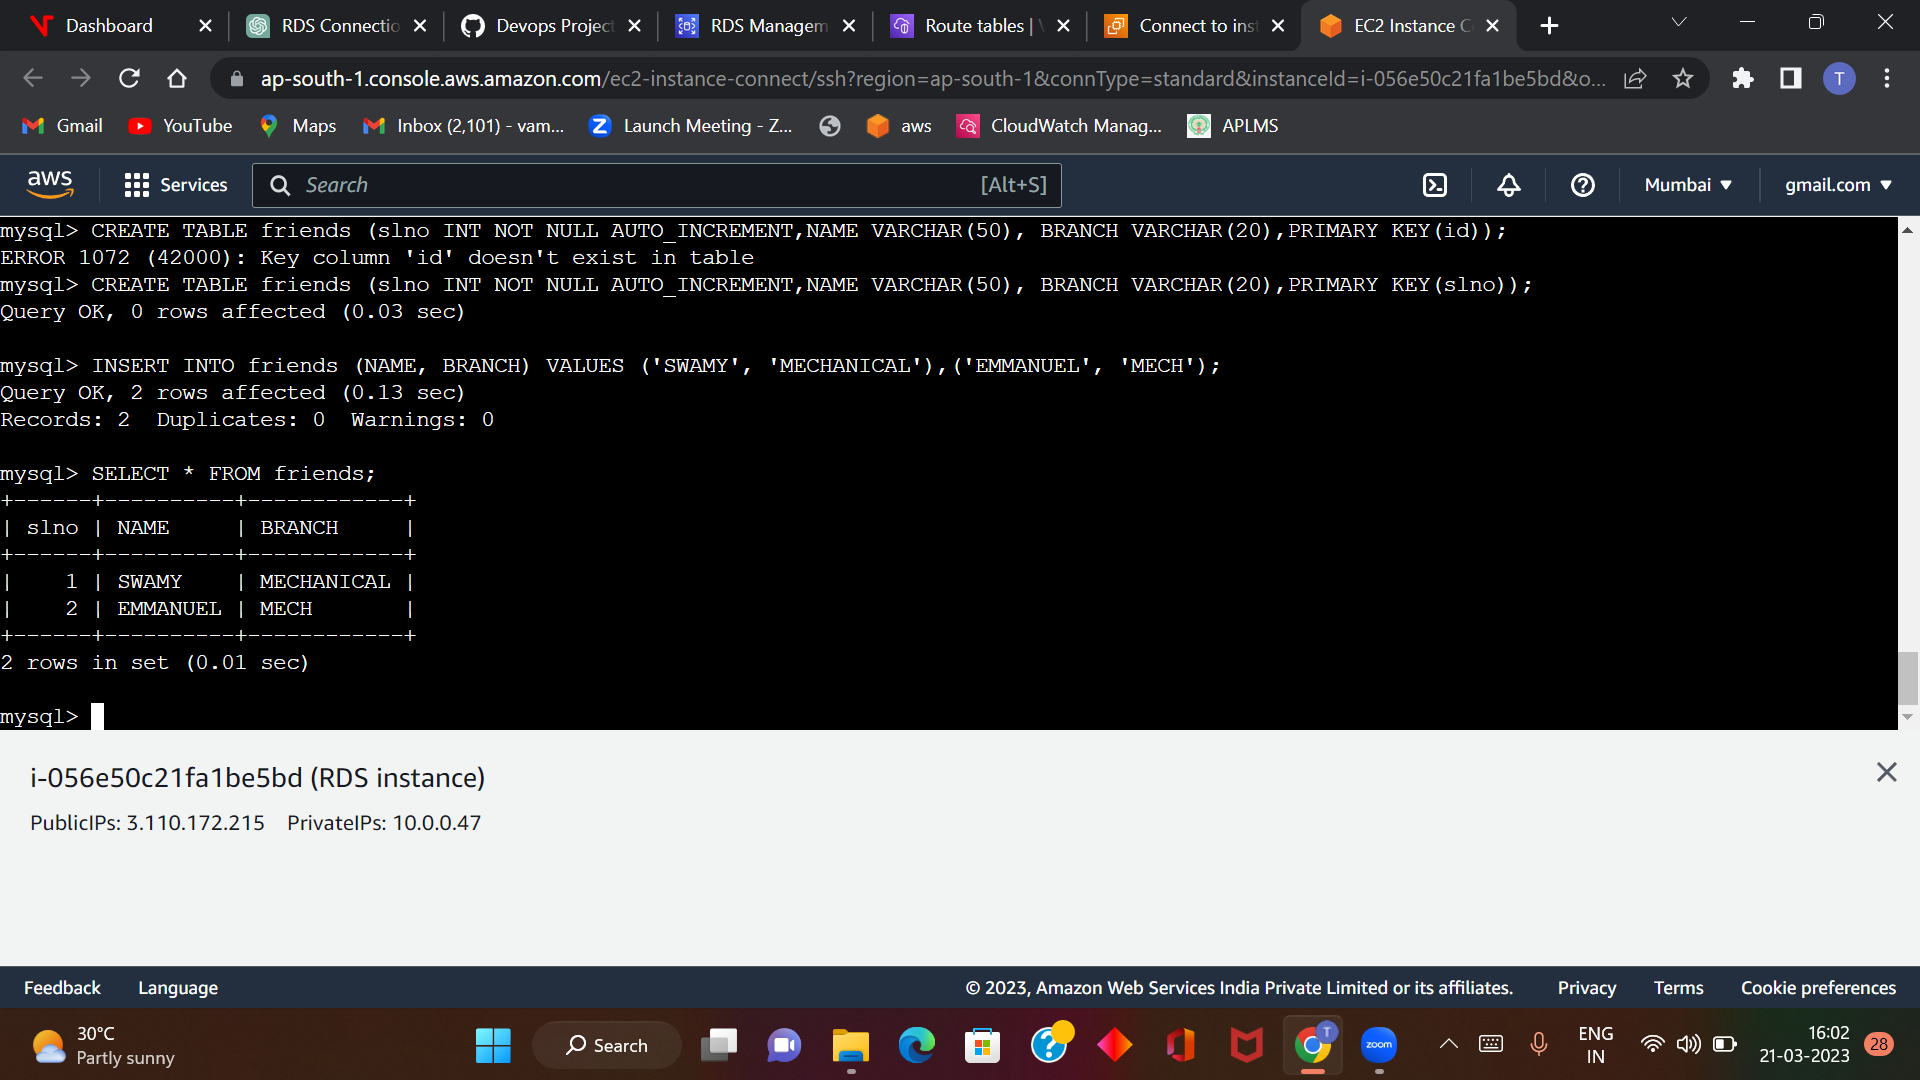 Dashboard
RDS Connectio
Devops Project
RDS Managem
Route tables | V
Connect to inst
EC2 Instance C
ap-south-1.console.aws.amazon.com/ec2-instance-connect/ssh?region=ap-south-1&connType=standard&instanceId=i-056e50c21fa1be5bd&o...
T
Gmail
YouTube
Maps
Inbox (2,101) - vam...
Launch Meeting - Z...
aws
CloudWatch Manag...
APLMS
aws
Services
Search
[Alt+S]
Mumbai
gmail.com
mysql> CREATE TABLE friends (slno INT NOT NULL AUTO_INCREMENT,NAME VARCHAR(50), BRANCH VARCHAR(20),PRIMARY KEY(id));
ERROR 1072 (42000): Key column 'id' doesn't exist in table
mysql> CREATE TABLE friends (slno INT NOT NULL AUTO_INCREMENT,NAME VARCHAR(50), BRANCH VARCHAR(20),PRIMARY KEY(slno));
Query OK, 0 rows affected (0.03 sec)
mysql> INSERT INTO friends (NAME, BRANCH) VALUES ('SWAMY', 'MECHANICAL'),('EMMANUEL', 'MECH');
Query OK, 2 rows affected (0.13 sec)
Records: 2  Duplicates: 0  Warnings: 0
mysql> SELECT * FROM friends;
+------+----------+------------+
| slno | NAME     | BRANCH     |
+------+----------+------------+
|    1 | SWAMY    | MECHANICAL |
|    2 | EMMANUEL | MECH       |
+------+----------+------------+
2 rows in set (0.01 sec)
mysql>
i-056e50c21fa1be5bd (RDS instance)
PublicIPs: 3.110.172.215    PrivateIPs: 10.0.0.47
Feedback
Language
© 2023, Amazon Web Services India Private Limited or its affiliates.
Privacy
Terms
Cookie preferences
30°C
Partly sunny
Search
T
zoom
ENG
IN
16:02
21-03-2023
28